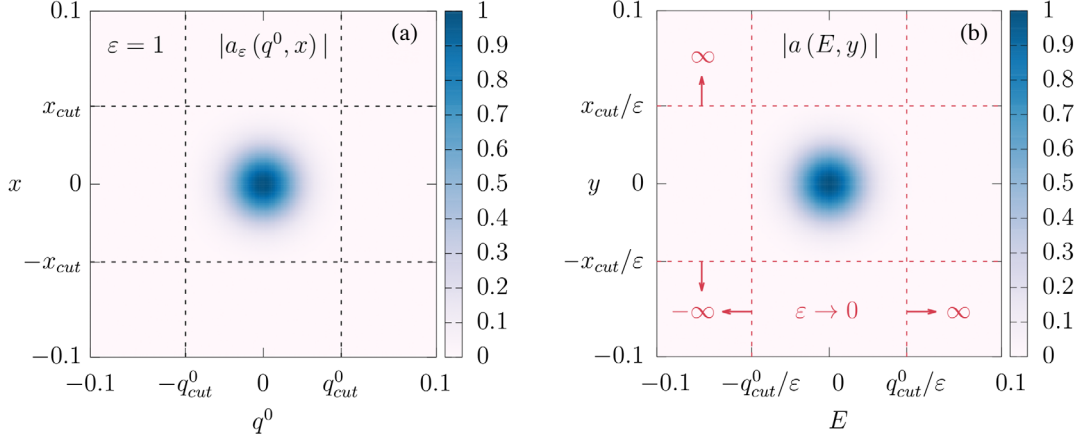 (a)
ε = 1
|a_ε (q^0, x)|
0.1
x_cut
0
−x_cut
−0.1
x
−0.1
−q^0_cut
0
q^0_cut
0.1
q^0
1
0.9
0.8
0.7
0.6
0.5
0.4
0.3
0.2
0.1
0
(b)
|a (E, y)|
0.1
x_cut/ε
0
−x_cut/ε
−0.1
y
∞
−∞
ε → 0
∞
−0.1
−q^0_cut/ε
0
q^0_cut/ε
0.1
E
1
0.9
0.8
0.7
0.6
0.5
0.4
0.3
0.2
0.1
0